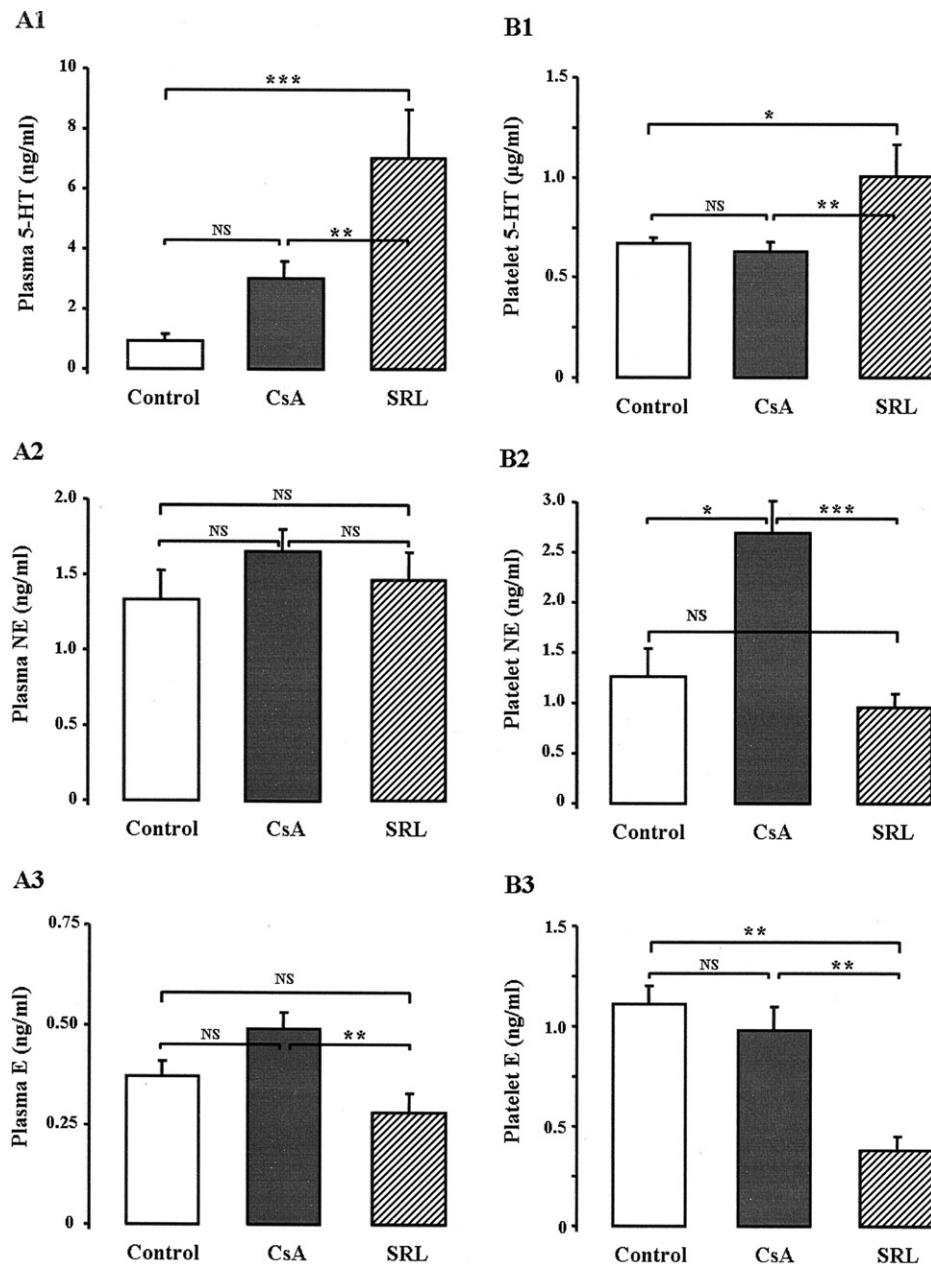 A1
Plasma 5-HT (ng/ml)
10
8
6
4
2
0
***
NS
**
Control
CsA
SRL
B1
Platelet 5-HT (µg/ml)
1.5
1.0
0.5
0
*
NS
**
Control
CsA
SRL
A2
Plasma NE (ng/ml)
2.0
1.5
1.0
0.5
0
NS
NS
NS
Control
CsA
SRL
B2
Platelet NE (ng/ml)
3.0
2.5
1.5
1.0
0.5
0
*
***
NS
Control
CsA
SRL
A3
Plasma E (ng/ml)
0.75
0.50
0.25
0
NS
NS
**
Control
CsA
SRL
B3
Platelet E (ng/ml)
1.5
1.0
0.5
0
**
NS
**
Control
CsA
SRL